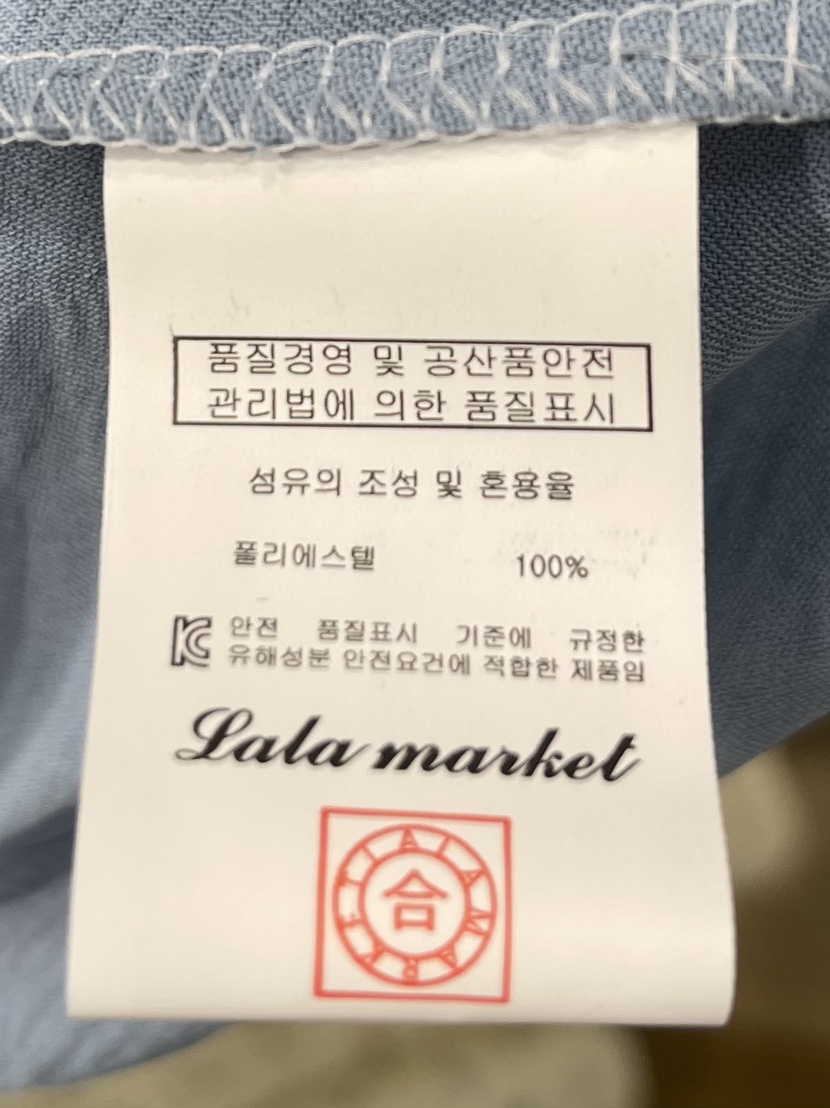 품질경영 및 공산품안전
관리법에 의한 품질표시
섬유의 조성 및 혼용율
폴리에스텔 100%
안전 품질표시 기준에 규정한
유해성분 안전요건에 적합한 제품임
Lala market
合